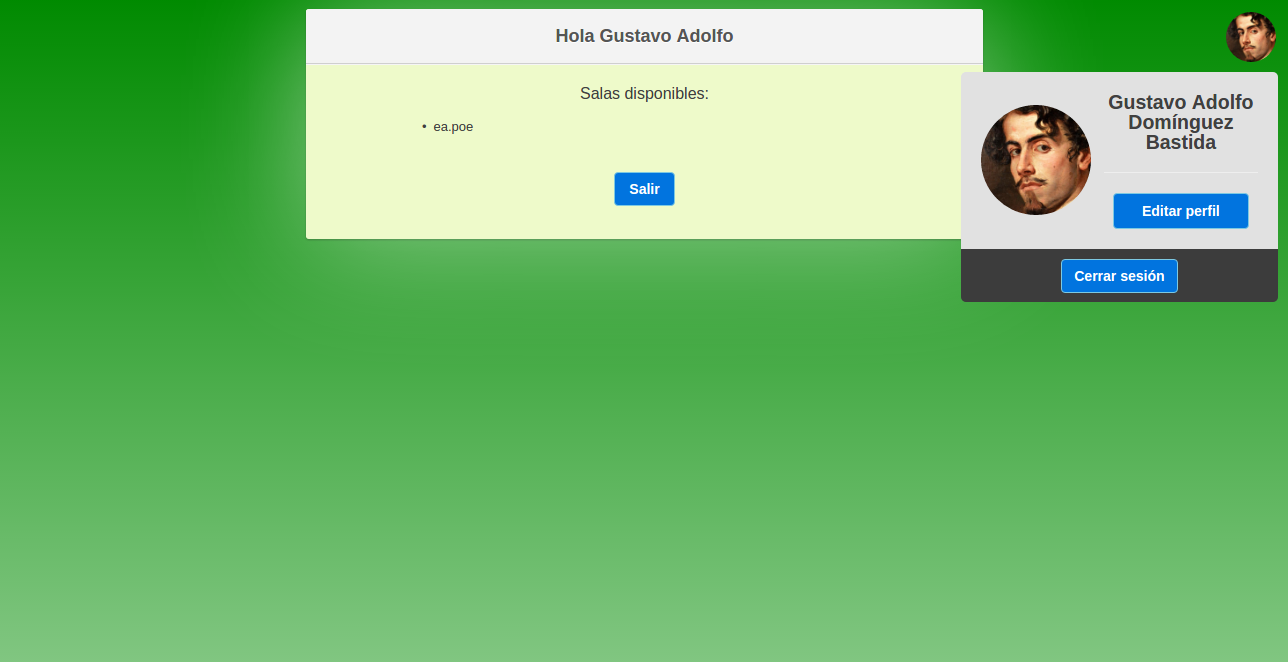 Hola Gustavo Adolfo
Salas disponibles:
• ea.poe
Salir
Gustavo Adolfo
Domínguez
Bastida
Editar perfil
Cerrar sesión